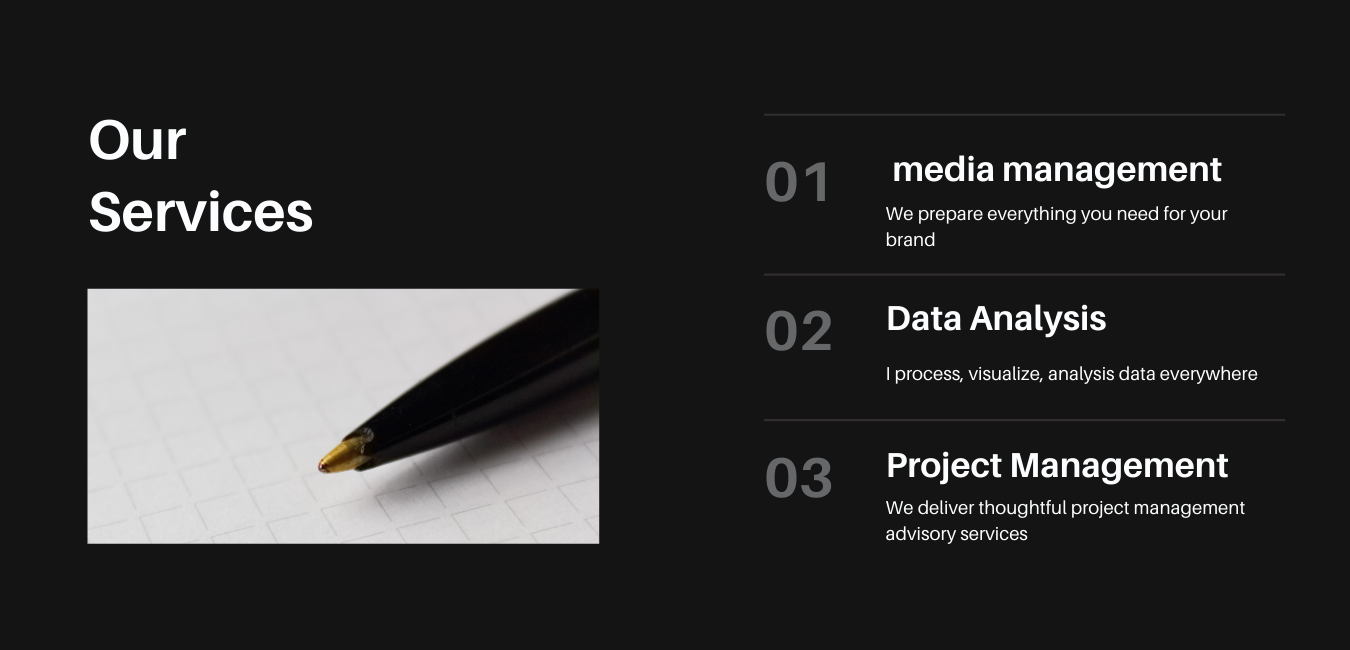 Our
Services
01
media management
We prepare everything you need for your
brand
02
Data Analysis
I process, visualize, analysis data everywhere
03
Project Management
We deliver thoughtful project management
advisory services